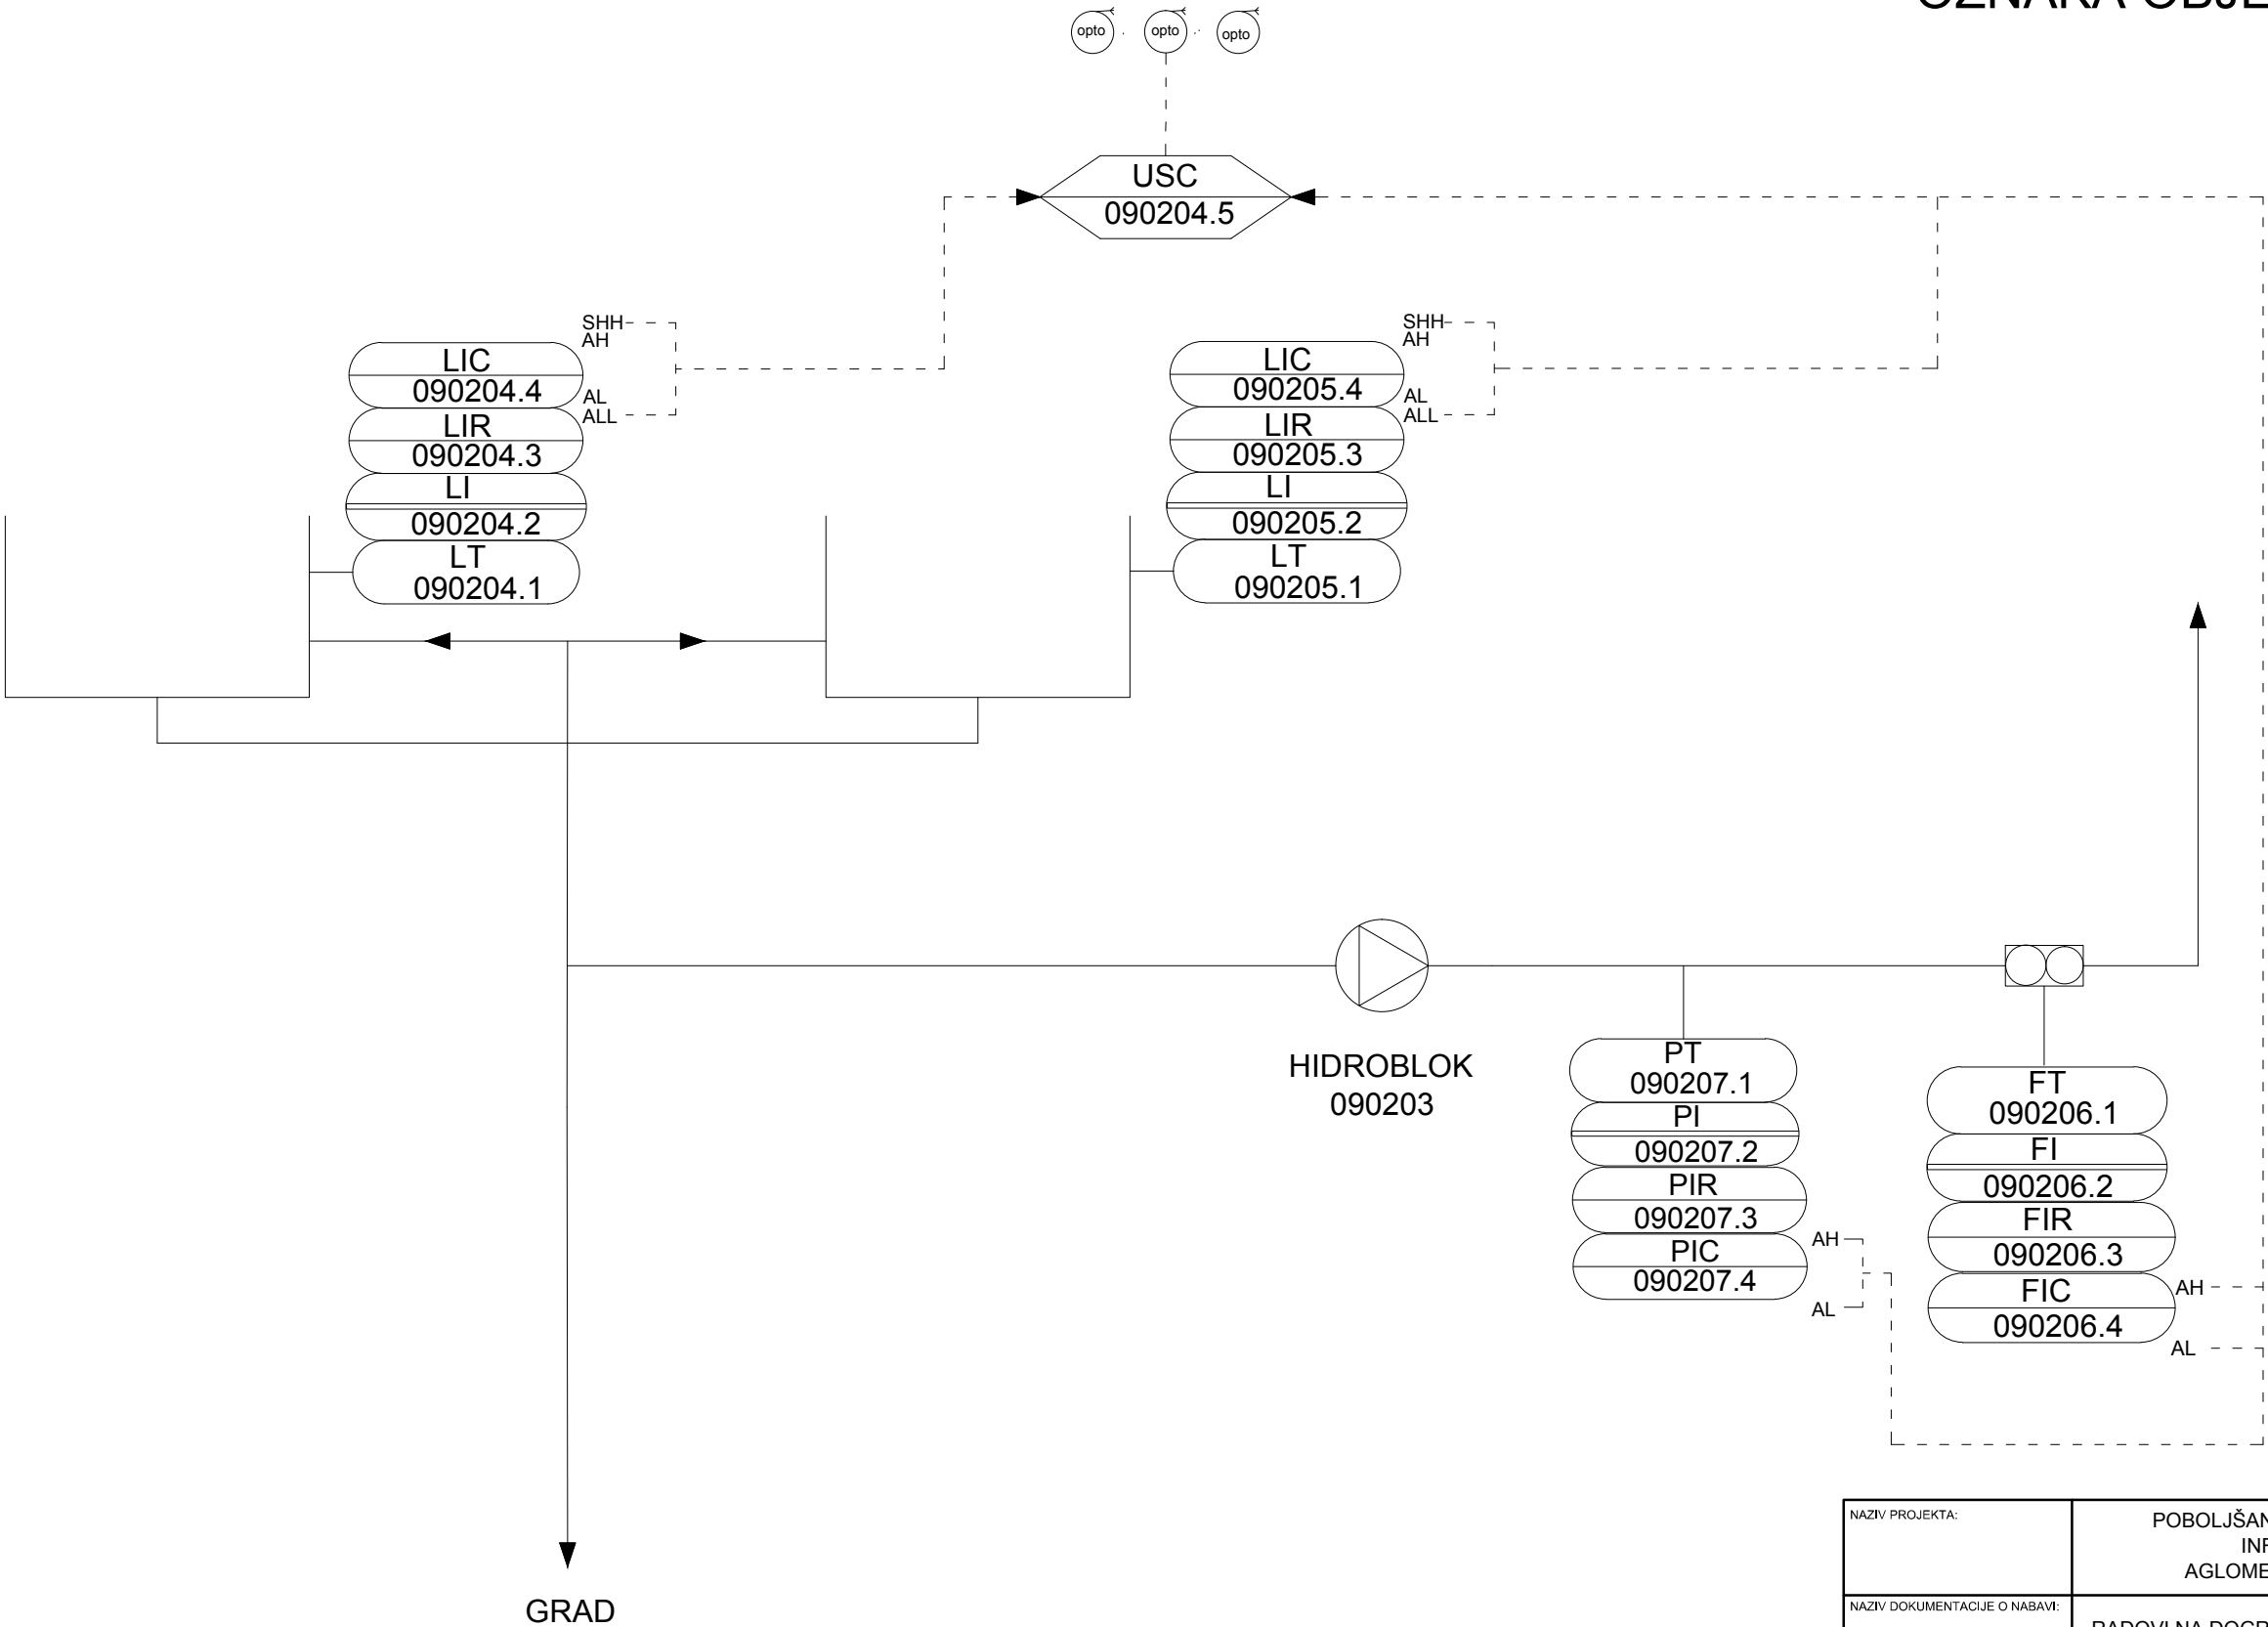 OZNAKA
opto
opto
opto
USC
090204.5
SHH
AH
LIC
090204.4
AL
ALL
LIR
090204.3
LI
090204.2
LT
090204.1
SHH
AH
LIC
090205.4
AL
ALL
LIR
090205.3
LI
090205.2
LT
090205.1
HIDROBLOK
090203
PT
090207.1
PI
090207.2
PIR
090207.3
AH
PIC
090207.4
AL
FT
090206.1
FI
090206.2
FIR
090206.3
AH
FIC
090206.4
AL
GRAD
NAZIV PROJEKTA:
NAZIV DOKUMENTACIJE O NABAVI:
RADOVI NA